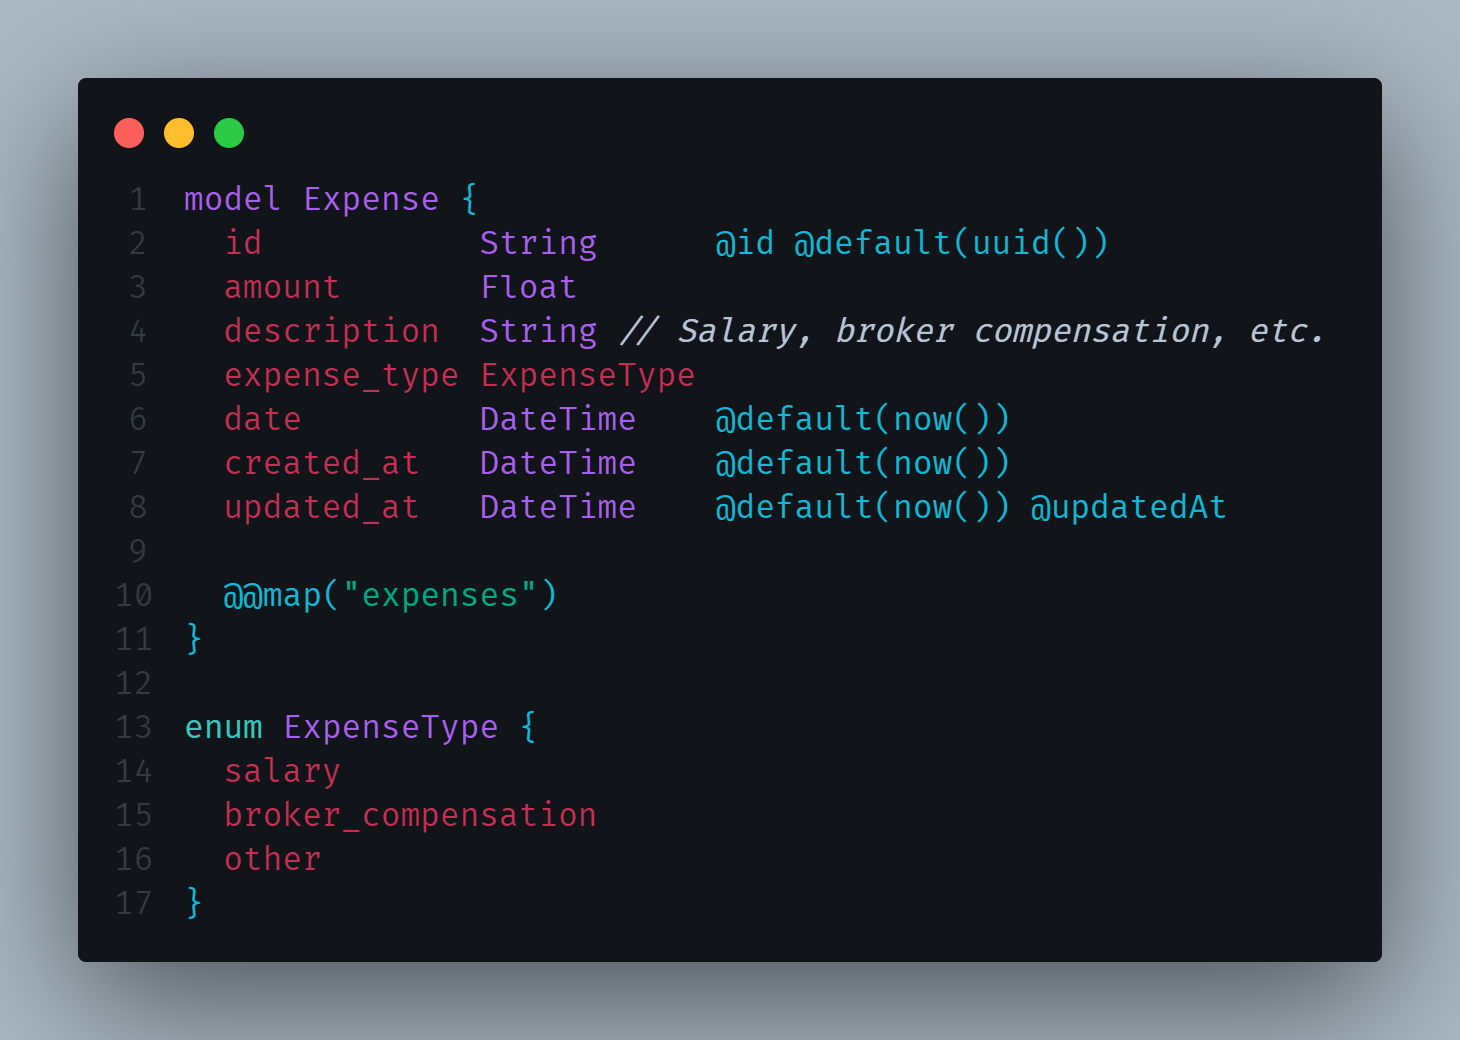 1 model Expense {
2   id           String      @id @default(uuid())
3   amount       Float
4   description  String // Salary, broker compensation, etc.
5   expense_type ExpenseType
6   date         DateTime    @default(now())
7   created_at   DateTime    @default(now())
8   updated_at   DateTime    @default(now()) @updatedAt
9
10   @@map("expenses")
11 }
12
13 enum ExpenseType {
14   salary
15   broker_compensation
16   other
17 }